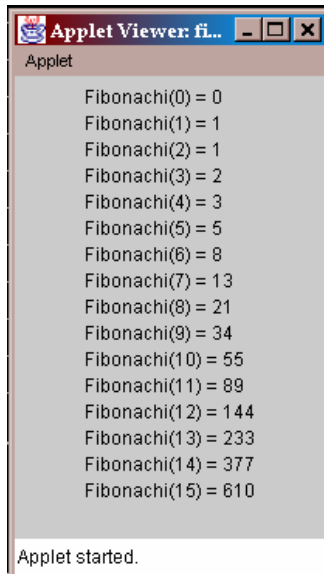 Applet Viewer: fi...
Applet
Fibonachi(0) = 0
Fibonachi(1) = 1
Fibonachi(2) = 1
Fibonachi(3) = 2
Fibonachi(4) = 3
Fibonachi(5) = 5
Fibonachi(6) = 8
Fibonachi(7) = 13
Fibonachi(8) = 21
Fibonachi(9) = 34
Fibonachi(10) = 55
Fibonachi(11) = 89
Fibonachi(12) = 144
Fibonachi(13) = 233
Fibonachi(14) = 377
Fibonachi(15) = 610
Applet started.